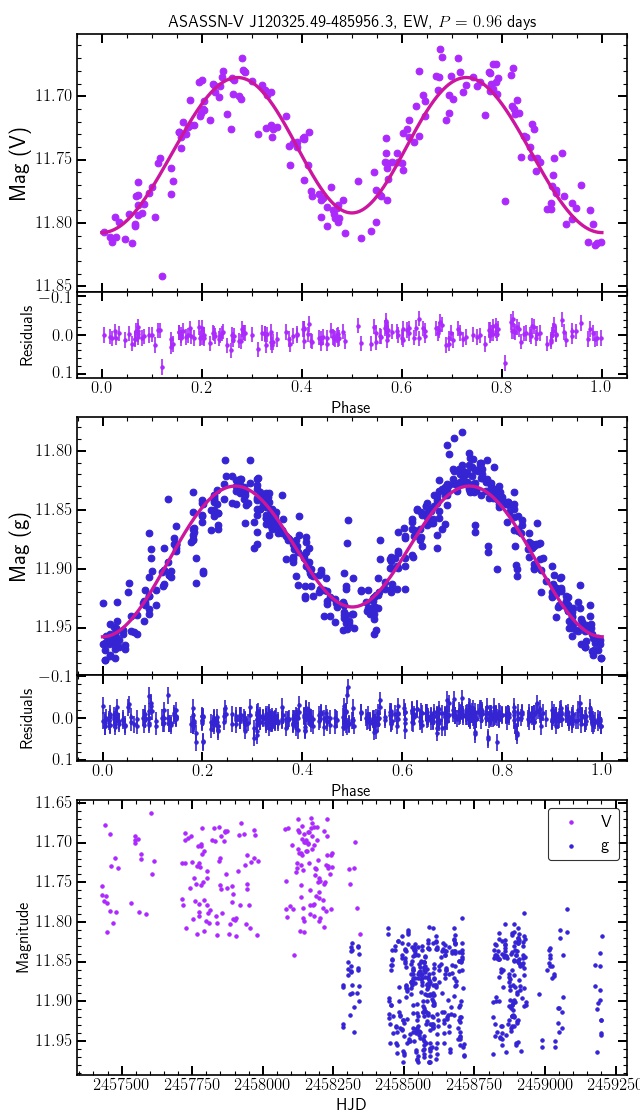 ASASSN-V J120325.49-485956.3, EW, P = 0.96 days
Mag (V)
11.70
11.75
11.80
11.85
Residuals
−0.1
0.0
0.1
0.0 0.2 0.4 0.6 0.8 1.0
Phase
Mag (g)
11.80
11.85
11.90
11.95
Residuals
−0.1
0.0
0.1
0.0 0.2 0.4 0.6 0.8 1.0
Phase
Magnitude
11.65
11.70
11.75
11.80
11.85
11.90
11.95
V
g
2457500 2457750 2458000 2458250 2458500 2458750 2459000 2459250
HJD